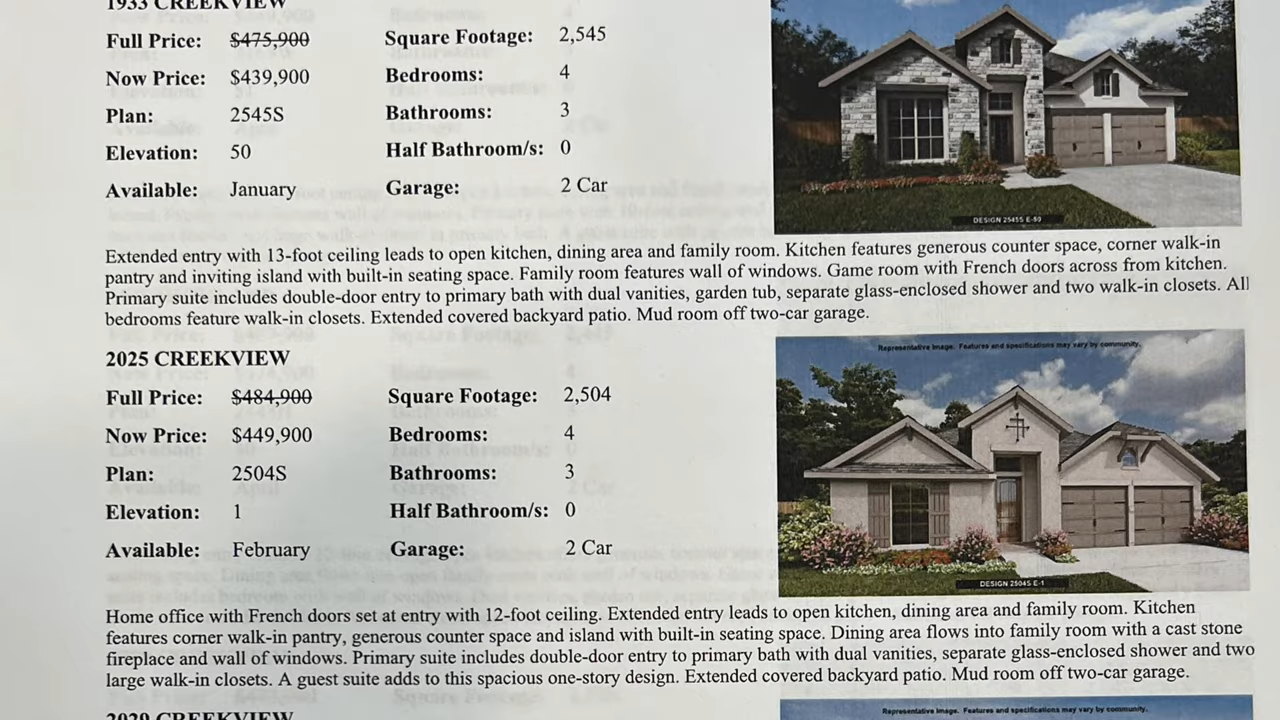 1933 CREEKVIEW
Full Price: $475,900 Square Footage: 2,545
Now Price: $439,900 Bedrooms: 4
Plan: 2545S Bathrooms: 3
Elevation: 50 Half Bathroom/s: 0
Available: January Garage: 2 Car
DESIGN 2545S E-50
Extended entry with 13-foot ceiling leads to open kitchen, dining area and family room. Kitchen features generous counter space, corner walk-in
pantry and inviting island with built-in seating space. Family room features wall of windows. Game room with French doors across from kitchen.
Primary suite includes double-door entry to primary bath with dual vanities, garden tub, separate glass-enclosed shower and two walk-in closets. All
bedrooms feature walk-in closets. Extended covered backyard patio. Mud room off two-car garage.
Representative Image. Features and specifications may vary by community.
2025 CREEKVIEW
Full Price: $484,900 Square Footage: 2,504
Now Price: $449,900 Bedrooms: 4
Plan: 2504S Bathrooms: 3
Elevation: 1 Half Bathroom/s: 0
Available: February Garage: 2 Car
DESIGN 2504S E-1
Home office with French doors set at entry with 12-foot ceiling. Extended entry leads to open kitchen, dining area and family room. Kitchen
features corner walk-in pantry, generous counter space and island with built-in seating space. Dining area flows into family room with a cast stone
fireplace and wall of windows. Primary suite includes double-door entry to primary bath with dual vanities, separate glass-enclosed shower and two
large walk-in closets. A guest suite adds to this spacious one-story design. Extended covered backyard patio. Mud room off two-car garage.
2029 CREEKVIEW
Representative Image. Features and specifications may vary by community.